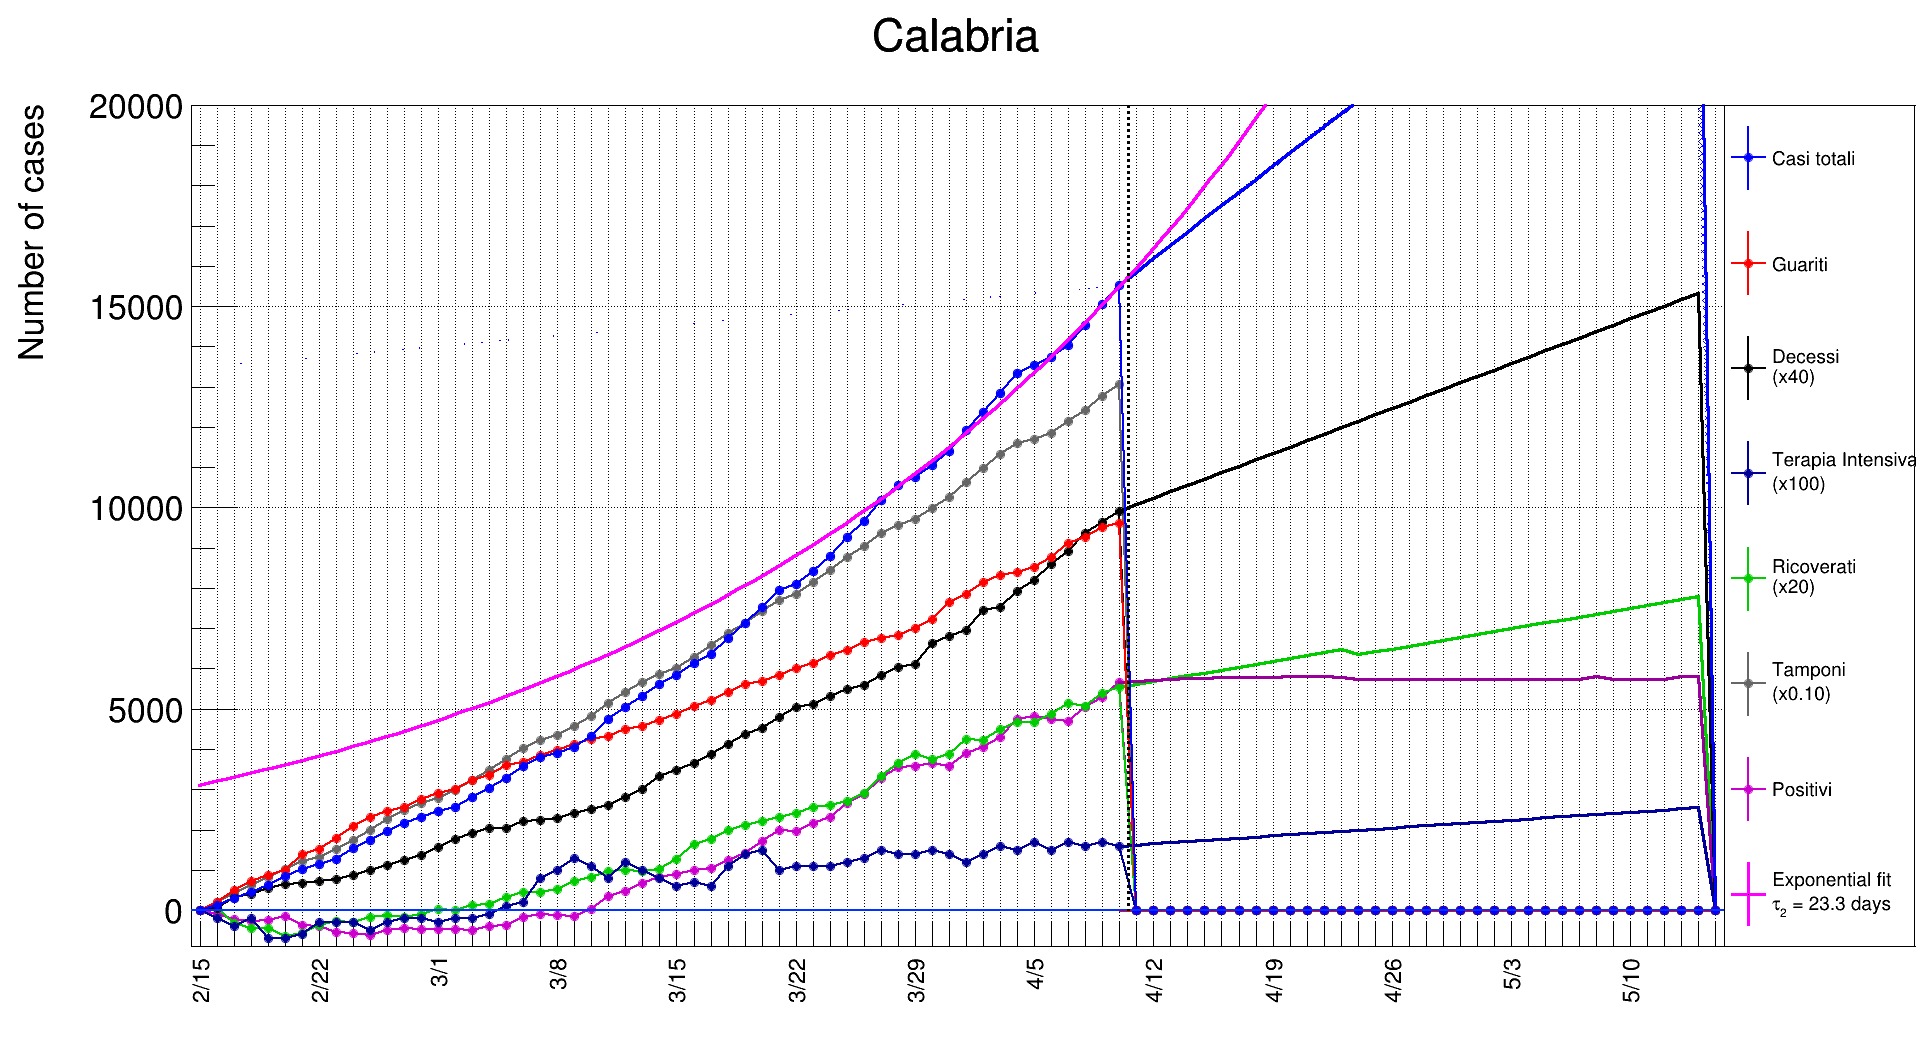 Calabria
Number of cases
20000
15000
10000
5000
0
2/15
2/22
3/1
3/8
3/15
3/22
3/29
4/5
4/12
4/19
4/26
5/3
5/10
Casi totali
Guariti
Decessi
(x40)
Terapia Intensiva
(x100)
Ricoverati
(x20)
Tamponi
(x0.10)
Positivi
Exponential fit
τ₂ = 23.3 days